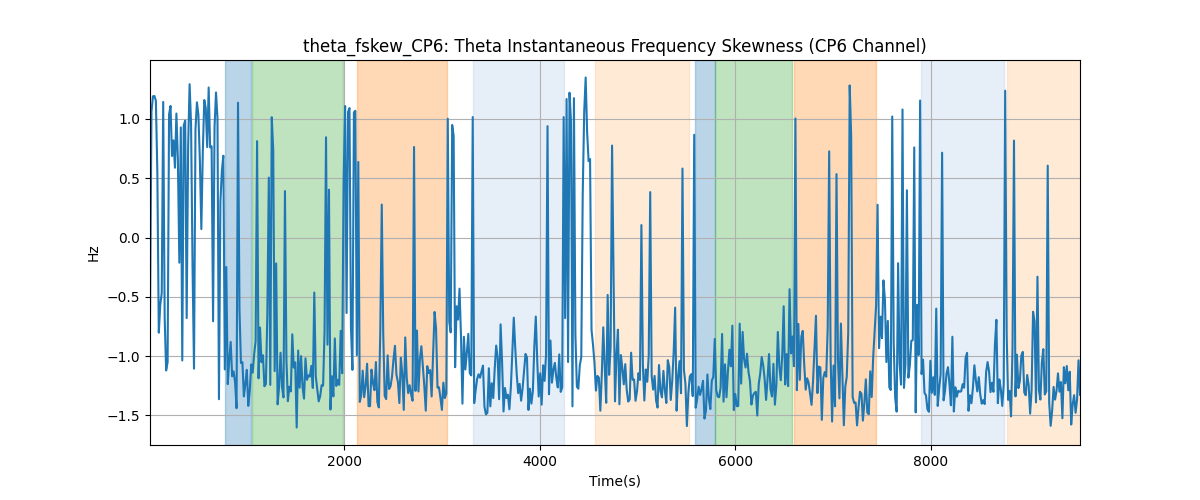 theta_fskew_CP6: Theta Instantaneous Frequency Skewness (CP6 Channel)
1.0
0.5
0.0
−0.5
−1.0
−1.5
Hz
2000 4000 6000 8000
Time(s)